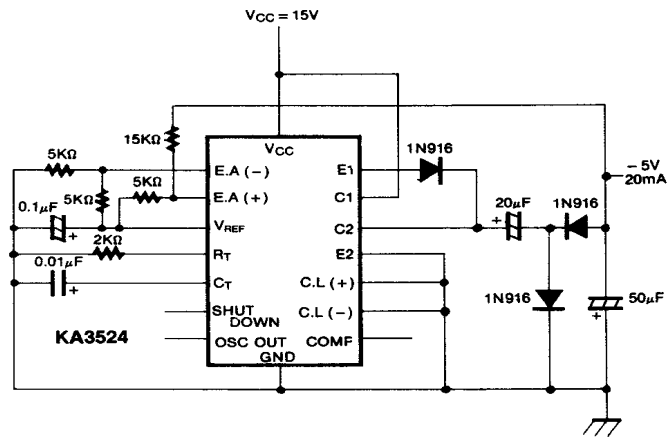 VCC = 15V
15KΩ
5KΩ
5KΩ
5KΩ
0.1µF
+
2KΩ
0.01µF
+
KA3524
VCC
E.A (−)
E.A (+)
VREF
RT
CT
SHUT
DOWN
OSC OUT
GND
E1
C1
C2
E2
C.L (+)
C.L (−)
COMP
1N916
20µF
+
1N916
1N916
− 5V
20mA
50µF
+